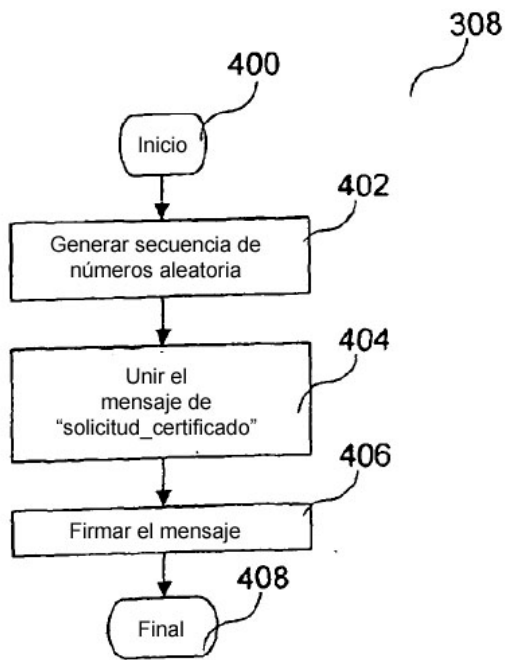 308
400
Inicio
402
Generar secuencia de
números aleatoria
404
Unir el
mensaje de
“solicitud_certificado”
406
Firmar el mensaje
408
Final